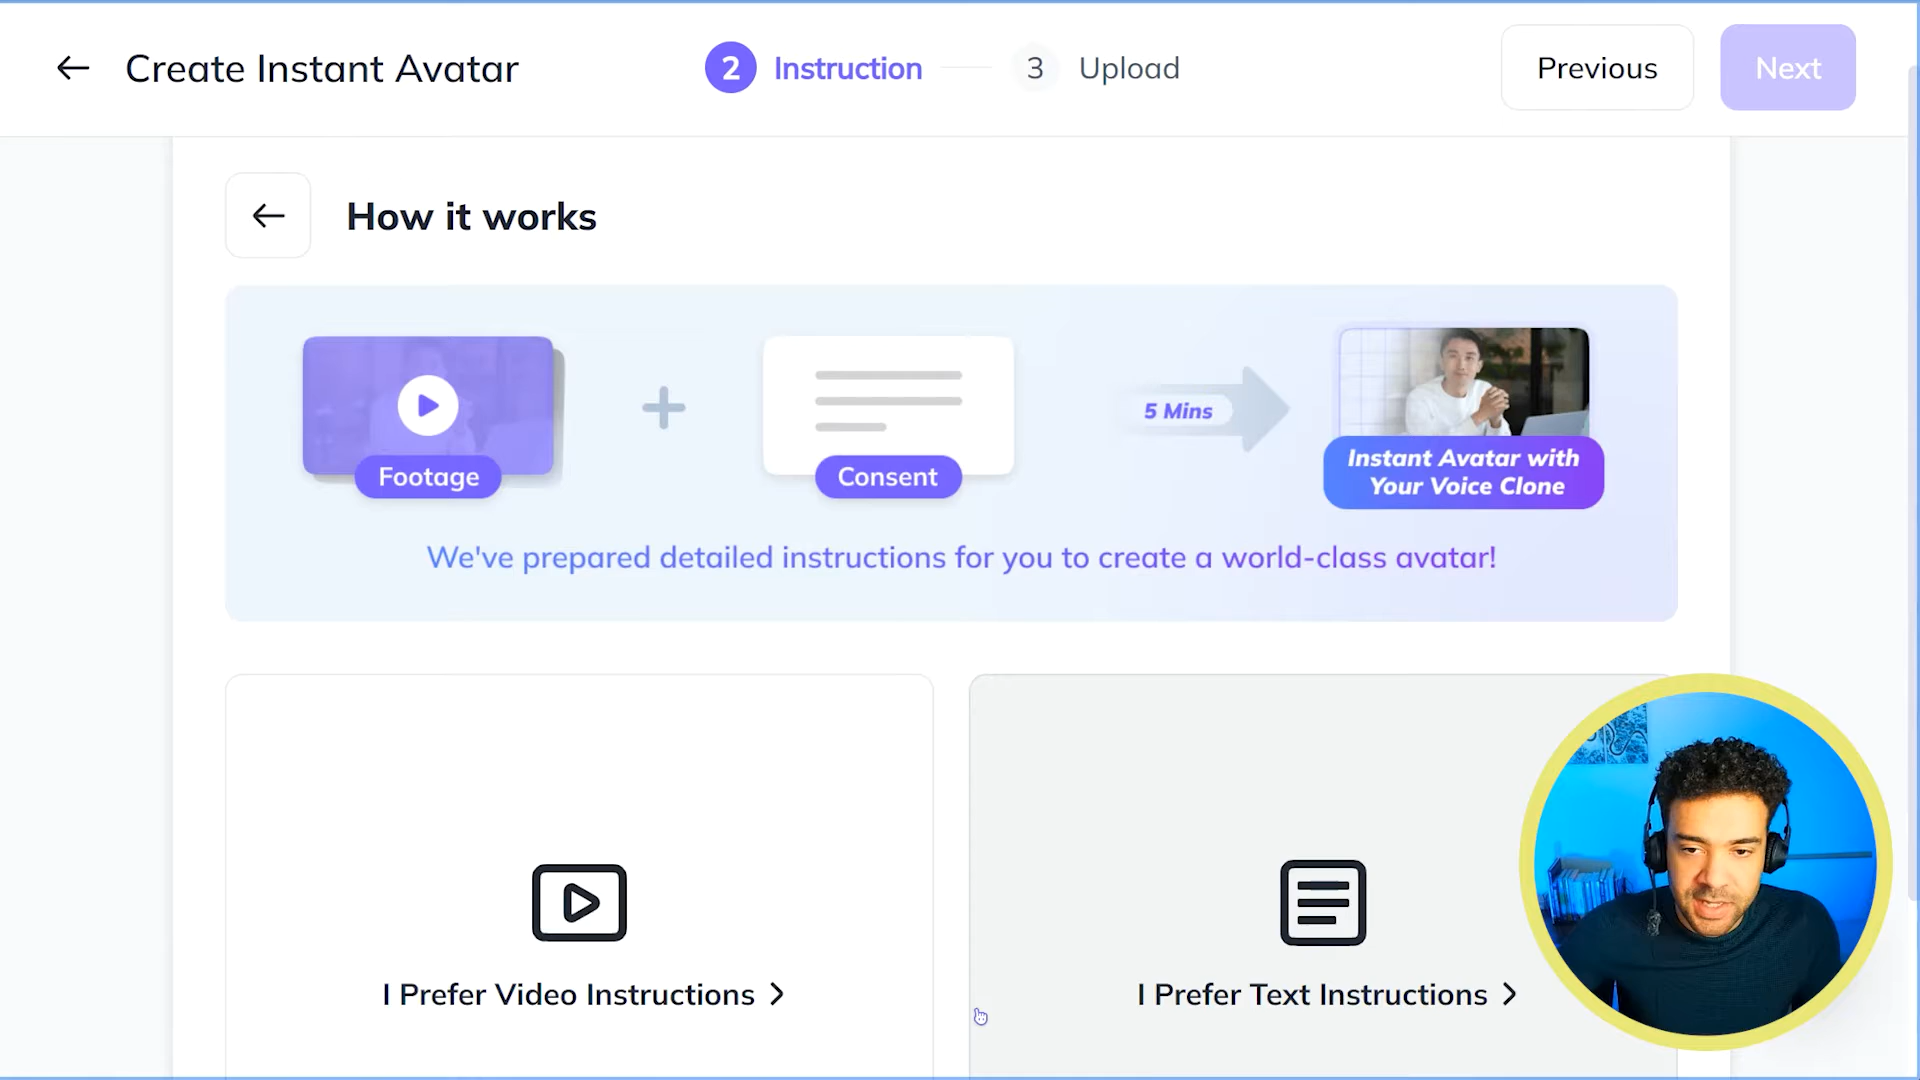 Create Instant Avatar
2 Instruction
3 Upload
Previous
Next
How it works
Footage
Consent
5 Mins
Instant Avatar with
Your Voice Clone
We've prepared detailed instructions for you to create a world-class avatar!
I Prefer Video Instructions
I Prefer Text Instructions